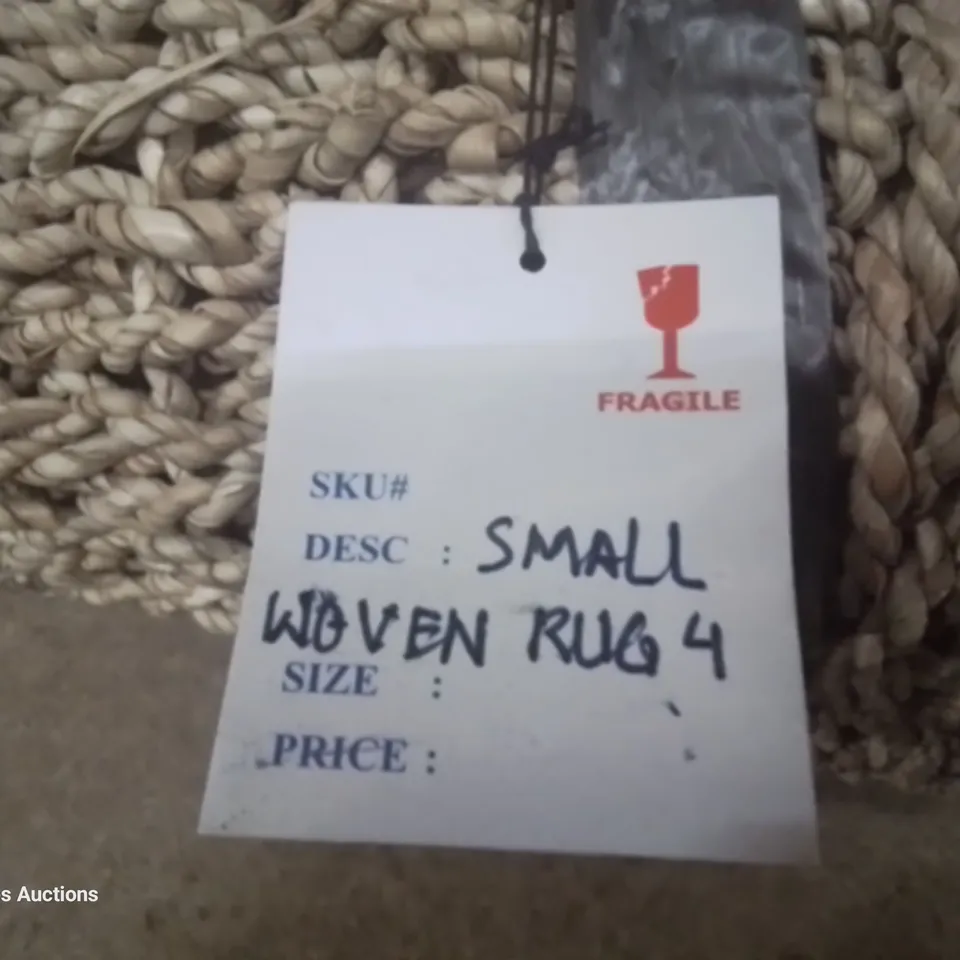 FRAGILE
SKU#
DESC : SMALL
WOVEN RUG 4
SIZE :
PRICE :
s Auctions